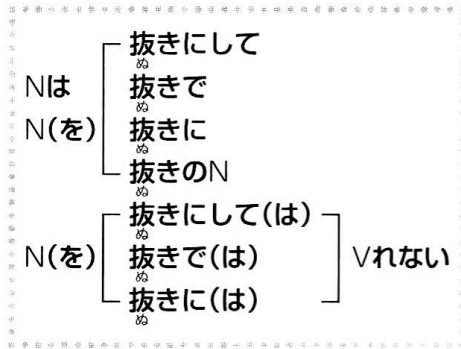 抜きにして
ぬ
Nは
抜きで
ぬ
N(を)
抜きに
ぬ
抜きのN
ぬ
抜きにして(は)
ぬ
N(を)
抜きで(は)
Vれない
ぬ
抜きに(は)
ぬ